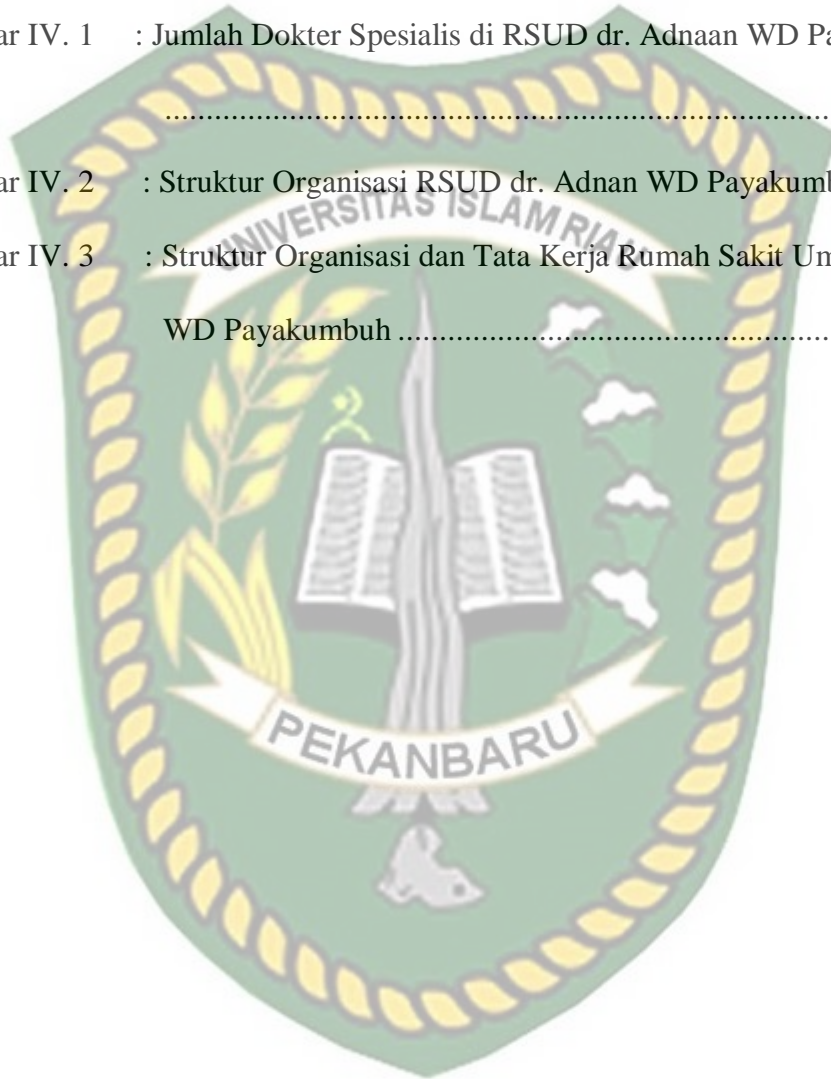 ar IV. 1 : Jumlah Dokter Spesialis di RSUD dr. Adnaan WD Pa
................................................................................
ar IV. 2 : Struktur Organisasi RSUD dr. Adnan WD Payakumb
UNIVERSITAS ISLAM RIAU
ar IV. 3 : Struktur Organisasi dan Tata Kerja Rumah Sakit Um
WD Payakumbuh ....................................................
PEKANBARU